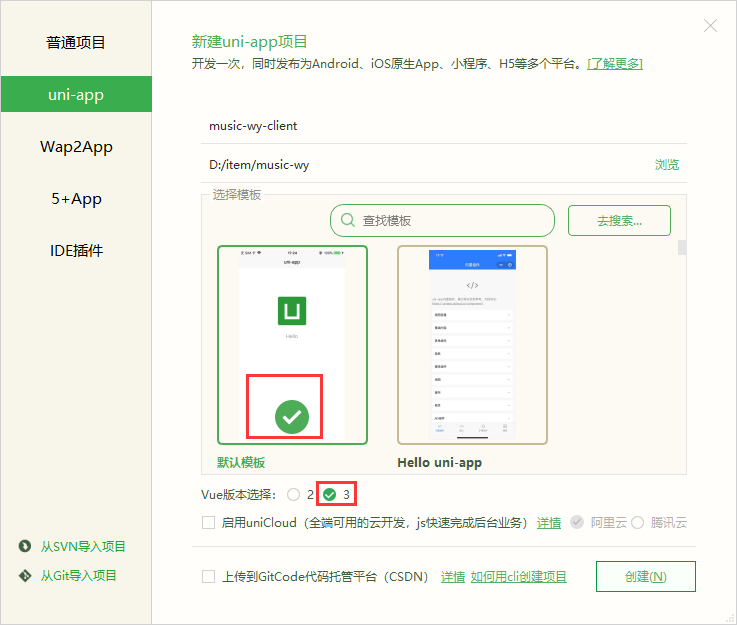 普通项目
uni-app
Wap2App
5+App
IDE插件
从SVN导入项目
从Git导入项目
新建uni-app项目
开发一次，同时发布为Android、iOS原生App、小程序、H5等多个平台。[了解更多]
music-wy-client
D:/item/music-wy
浏览
选择模板
查找模板
去搜索...
uni-app
U
Hello
</>
默认模板
Hello uni-app
Vue版本选择： 2 3
启用uniCloud（全端可用的云开发，js快速完成后台业务） 详情 阿里云 腾讯云
上传到GitCode代码托管平台（CSDN） 详情 如何用cli创建项目
创建(N)